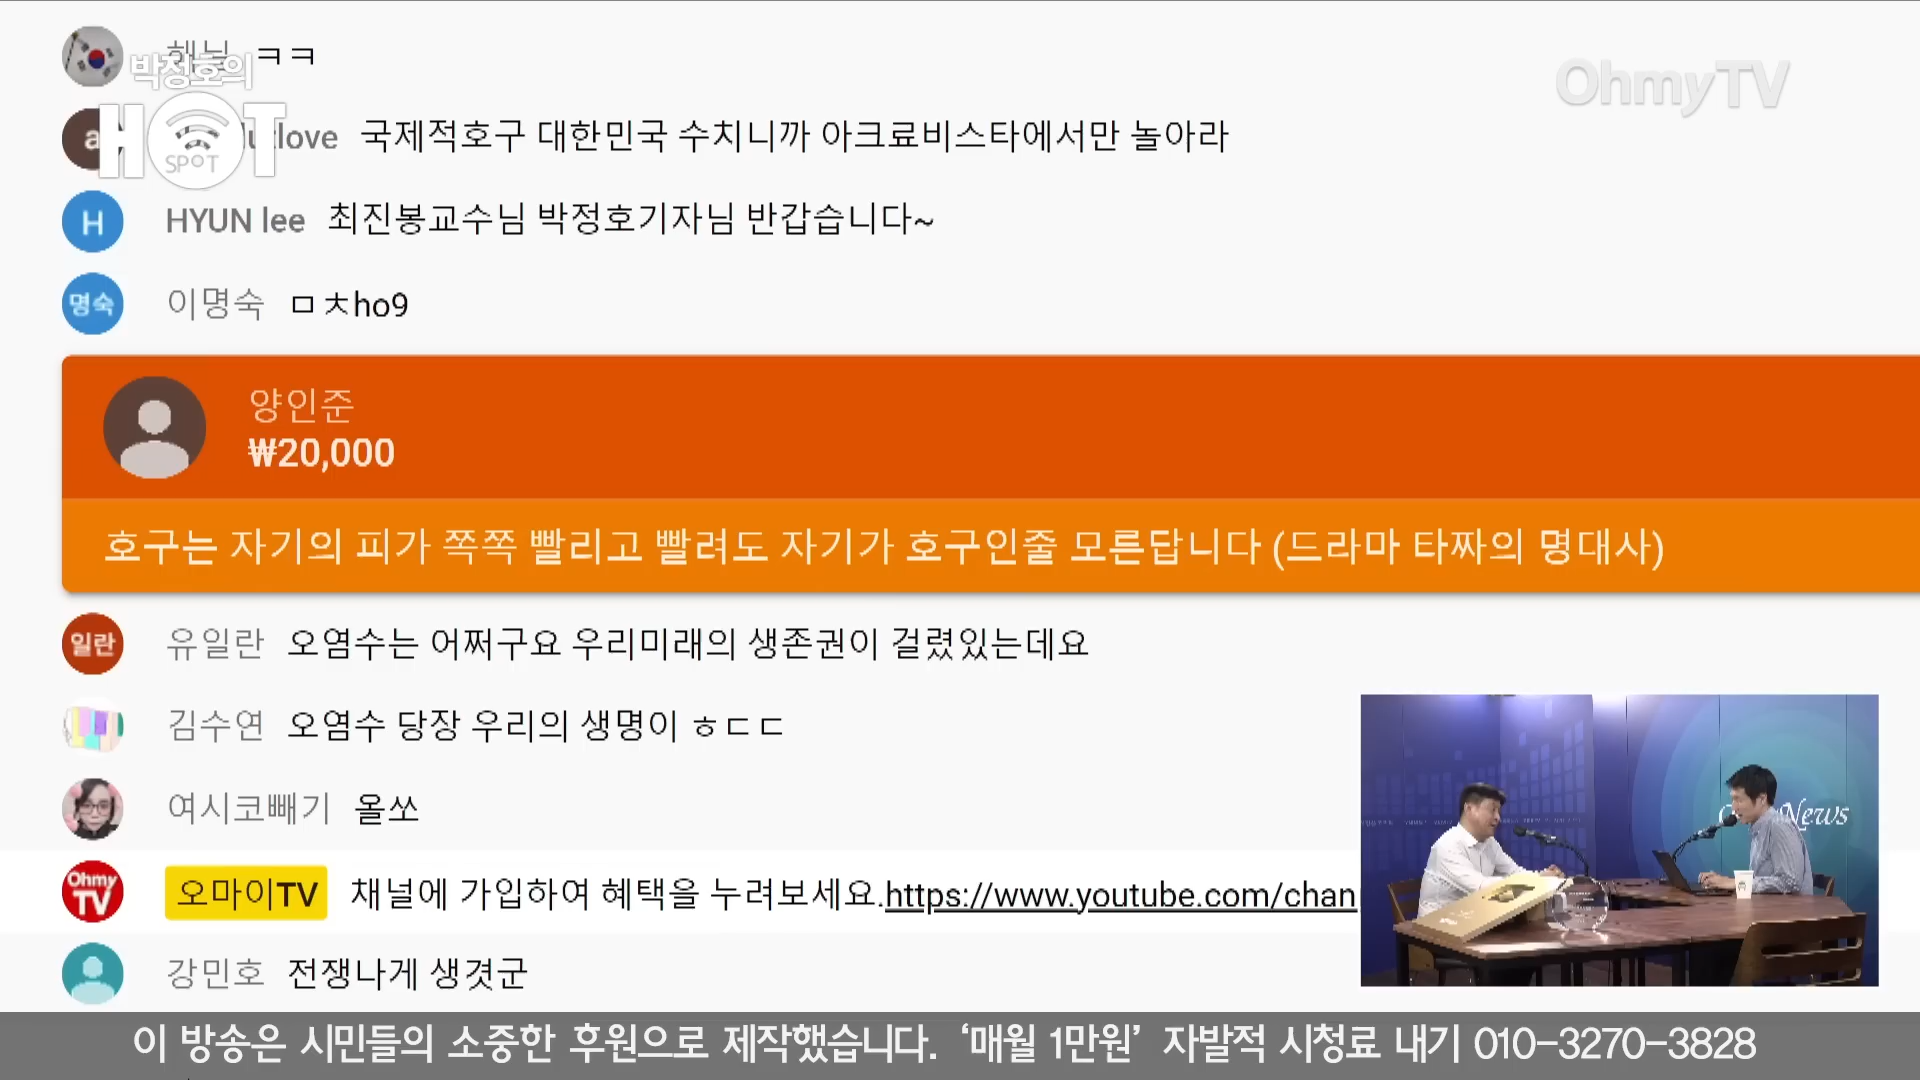 해닐 ㅋㅋ
박정호의
HOT
SPOT
OhmyTV
a
lutlove 국제적호구 대한민국 수치니까 아크로비스타에서만 놀아라
H HYUN lee 최진봉교수님 박정호기자님 반갑습니다~
명숙 이명숙 ㅁㅊho9
양인준
₩20,000
호구는 자기의 피가 쪽쪽 빨리고 빨려도 자기가 호구인줄 모른답니다 (드라마 타짜의 명대사)
일란 유일란 오염수는 어쩌구요 우리미래의 생존권이 걸렸있는데요
김수연 오염수 당장 우리의 생명이 ㅎㄷㄷ
여시코빼기 올쏘
Ohmy TV 오마이TV 채널에 가입하여 혜택을 누려보세요.https://www.youtube.com/chan
강민호 전쟁나게 생겻군
News
이 방송은 시민들의 소중한 후원으로 제작했습니다. ‘매월 1만원’ 자발적 시청료 내기 010-3270-3828